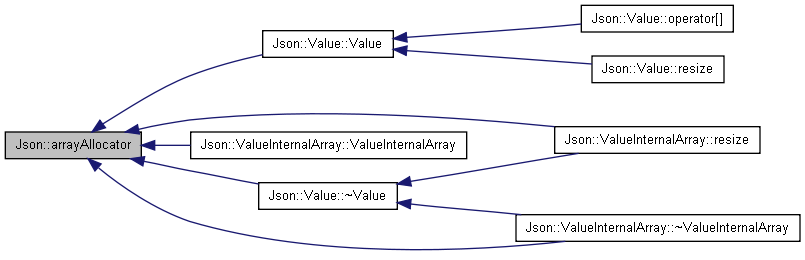 Json::Value::operator[]
Json::Value::Value
Json::Value::resize
Json::arrayAllocator
Json::ValueInternalArray::ValueInternalArray
Json::ValueInternalArray::resize
Json::Value::~Value
Json::ValueInternalArray::~ValueInternalArray